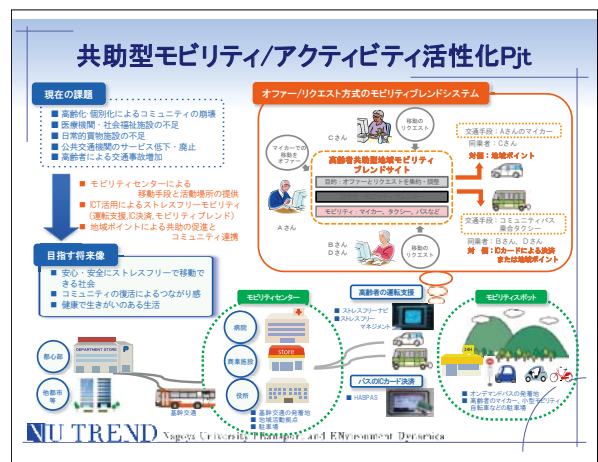 共助型モビリティ/アクティビティ活性化Pjt
現在の課題
■ 高齢化・個別化によるコミュニティの崩壊
■ 医療機関・社会福祉施設の不足
■ 日常的買物施設の不足
■ 公共交通機関のサービス低下・廃止
■ 高齢者による交通事故増加
■ モビリティセンターによる
移動手段と活動場所の提供
■ ICT活用によるストレスフリーモビリティ
(運転支援,IC決済,モビリティブレンド)
■ 地域ポイントによる共助の促進と
コミュニティ連携
目指す将来像
■ 安心・安全にストレスフリーで移動で
きる社会
■ コミュニティの復活によるつながり感
■ 健康で生きがいのある生活
オファー/リクエスト方式のモビリティブレンドシステム
Cさん
移動の
リクエスト
マイカーでの
移動を
オファー
Aさん
高齢者共助型地域モビリティ
ブレンドサイト
目的:オファーとリクエストを集約・調整
モビリティ:マイカー、タクシー、バスなど
Bさん
Dさん
移動の
リクエスト
交通手段:Aさんのマイカー
同乗者:Cさん
対価:地域ポイント
交通手段:コミュニティバス
乗合タクシー
同乗者:Bさん、Dさん
対 価:ICカードによる決済
または地域ポイント
都心部
他都市
等
DEPARTMENT STORE
基幹交通
モビリティセンター
病院
商業施設
store
役所
■ 基幹交通の発着地
■ 地域活動拠点
■ 駐車場
高齢者の運転支援
■ ストレスフリーナビ
■ ストレスフリー
マネジメント
バスのICカード決済
■ HASPAS
モビリティスポット
24H
■ オンデマンドバスの発着地
■ 高齢者のマイカー、小型モビリティ
自転車などの駐車場
NU TREND Nagoya University TRansport and ENvironment Dynamics